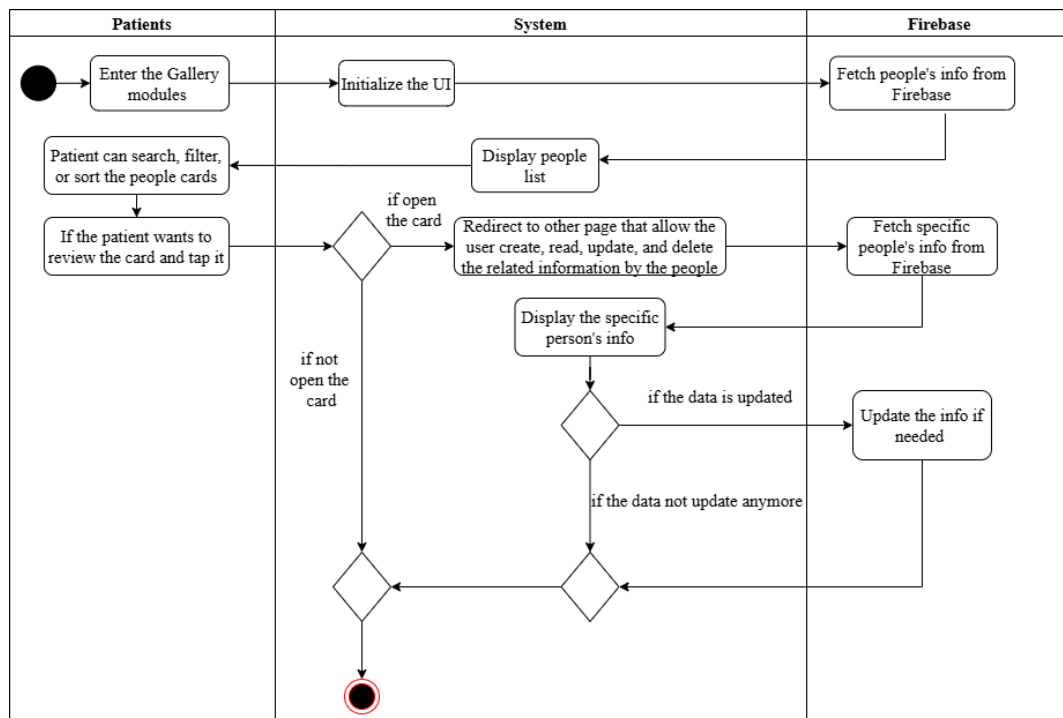 Patients
System
Firebase
Enter the Gallery
modules
Initialize the UI
Fetch people's info from
Firebase
Patient can search, filter,
or sort the people cards
Display people
list
If the patient wants to
review the card and tap it
if open
the card
Redirect to other page that allow the
user create, read, update, and delete
the related information by the people
Fetch specific
people's info from
Firebase
Display the specific
person's info
if not
open the
card
if the data is updated
Update the info if
needed
if the data not update anymore